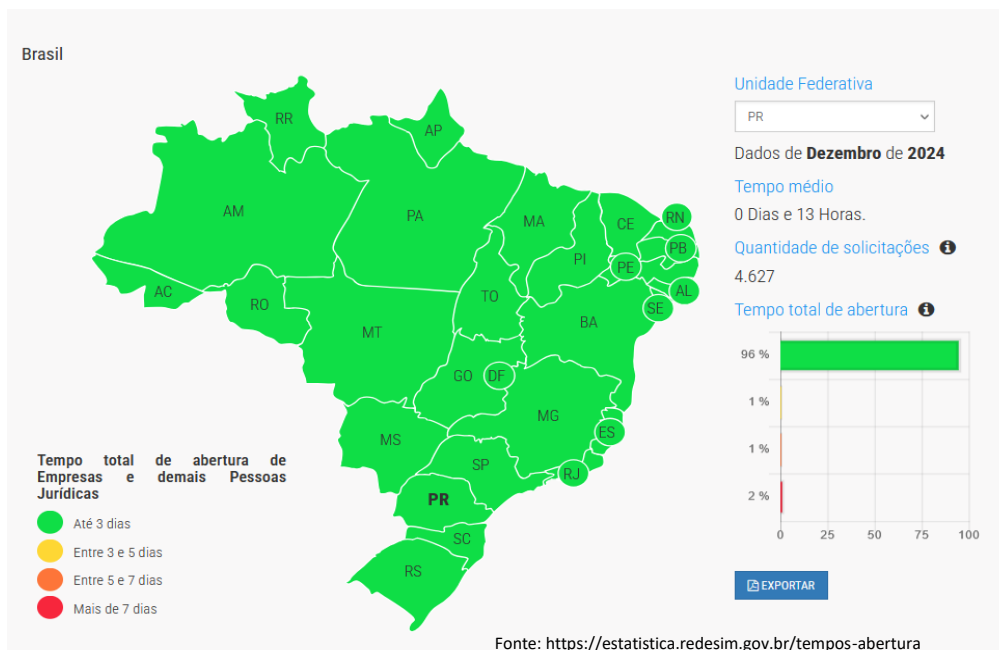 Brasil
RR
AP
AM
PA
MA
CE
RN
PB
PI
PE
AC
RO
TO
AL
SE
MT
BA
GO
DF
MG
MS
ES
SP
RJ
PR
SC
RS
Tempo total de abertura de
Empresas e demais Pessoas
Jurídicas
Até 3 dias
Entre 3 e 5 dias
Entre 5 e 7 dias
Mais de 7 dias
Unidade Federativa
PR
Dados de Dezembro de 2024
Tempo médio
0 Dias e 13 Horas.
Quantidade de solicitações
4.627
Tempo total de abertura
96 %
1 %
1 %
2 %
0 25 50 75 100
EXPORTAR
Fonte: https://estatistica.redesim.gov.br/tempos-abertura